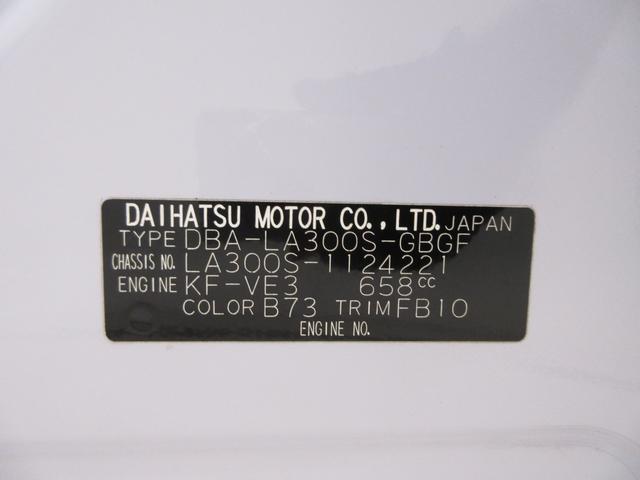 DAIHATSU MOTOR CO., LTD. JAPAN
TYPE DBA-LA300S-GBGF
CHASSIS NO. LA300S-1124221
ENGINE KF-VE3 658cc
COLOR B73 TRIM FB10
ENGINE NO.